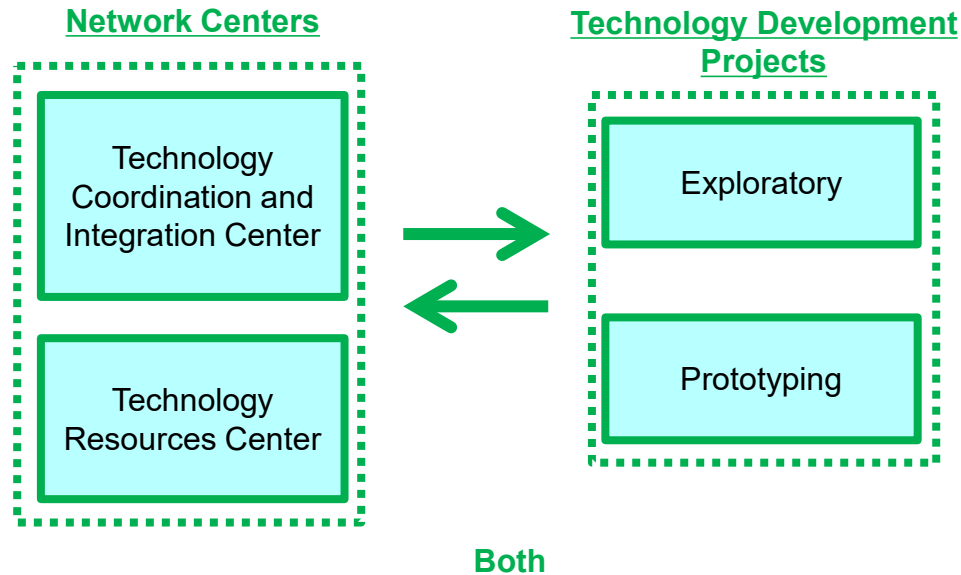 Network Centers
Technology
Coordination and
Integration Center
Technology
Resources Center
Technology Development
Projects
Exploratory
Prototyping
Both